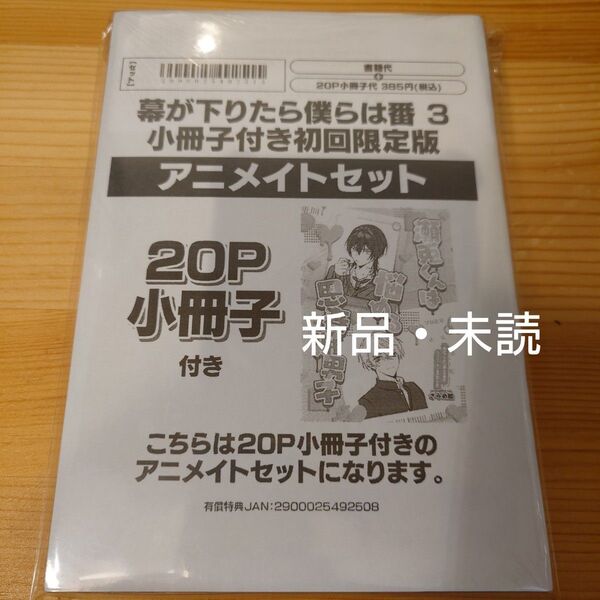 【アッセ】
書籍代
+
20P小冊子代 385円(税込)
幕が下りたら僕らは番 3
小冊子付き初回限定版
アニメイトセット
20P
小冊子
付き
新品・未読
こちらは20P小冊子付きの
アニメイトセットになります。
有償特典JAN:2900025492508